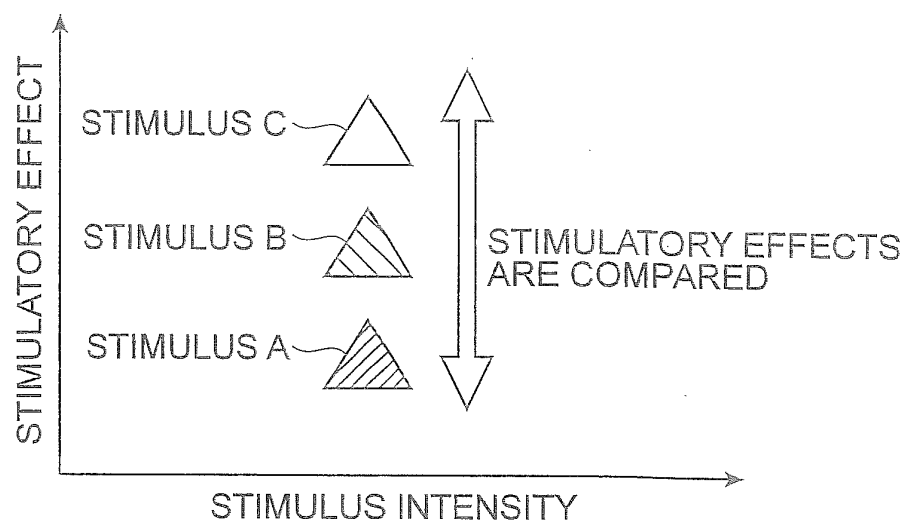 STIMULATORY EFFECT
STIMULUS C
STIMULUS B
STIMULUS A
STIMULATORY EFFECTS
ARE COMPARED
STIMULUS INTENSITY